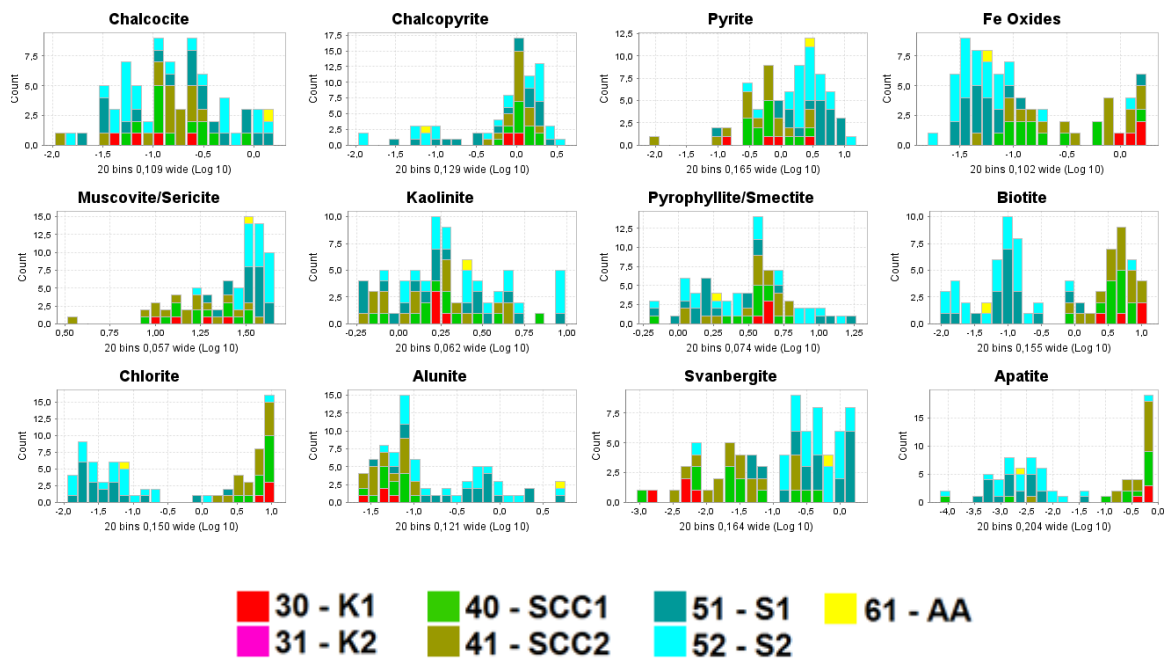 Chalcocite
Count
7,5
5,0
2,5
0,0
-2,0 -1,5 -1,0 -0,5 0,0
20 bins 0,109 wide (Log 10)
Chalcopyrite
Count
17,5
15,0
12,5
10,0
7,5
5,0
2,5
0,0
-2,0 -1,5 -1,0 -0,5 0,0 0,5
20 bins 0,129 wide (Log 10)
Pyrite
Count
12,5
10,0
7,5
5,0
2,5
0,0
-2,0 -1,5 -1,0 -0,5 0,0 0,5 1,0
20 bins 0,165 wide (Log 10)
Fe Oxides
Count
7,5
5,0
2,5
0,0
-1,5 -1,0 -0,5 0,0
20 bins 0,102 wide (Log 10)
Muscovite/Sericite
Count
15,0
12,5
10,0
7,5
5,0
2,5
0,0
0,50 0,75 1,00 1,25 1,50
20 bins 0,057 wide (Log 10)
Kaolinite
Count
10,0
7,5
5,0
2,5
0,0
-0,25 0,00 0,25 0,50 0,75 1,00
20 bins 0,062 wide (Log 10)
Pyrophyllite/Smectite
Count
12,5
10,0
7,5
5,0
2,5
0,0
-0,25 0,00 0,25 0,50 0,75 1,00 1,25
20 bins 0,074 wide (Log 10)
Biotite
Count
10,0
7,5
5,0
2,5
0,0
-2,0 -1,5 -1,0 -0,5 0,0 0,5 1,0
20 bins 0,155 wide (Log 10)
Chlorite
Count
15,0
12,5
10,0
7,5
5,0
2,5
0,0
-2,0 -1,5 -1,0 -0,5 0,0 0,5 1,0
20 bins 0,150 wide (Log 10)
Alunite
Count
15,0
12,5
10,0
7,5
5,0
2,5
0,0
-1,5 -1,0 -0,5 0,0 0,5
20 bins 0,121 wide (Log 10)
Svanbergite
Count
7,5
5,0
2,5
0,0
-3,0 -2,5 -2,0 -1,5 -1,0 -0,5 0,0
20 bins 0,164 wide (Log 10)
Apatite
Count
15
10
5
0
-4,0 -3,5 -3,0 -2,5 -2,0 -1,5 -1,0 -0,5 0,0
20 bins 0,204 wide (Log 10)
30 - K1 40 - SCC1 51 - S1 61 - AA
31 - K2 41 - SCC2 52 - S2